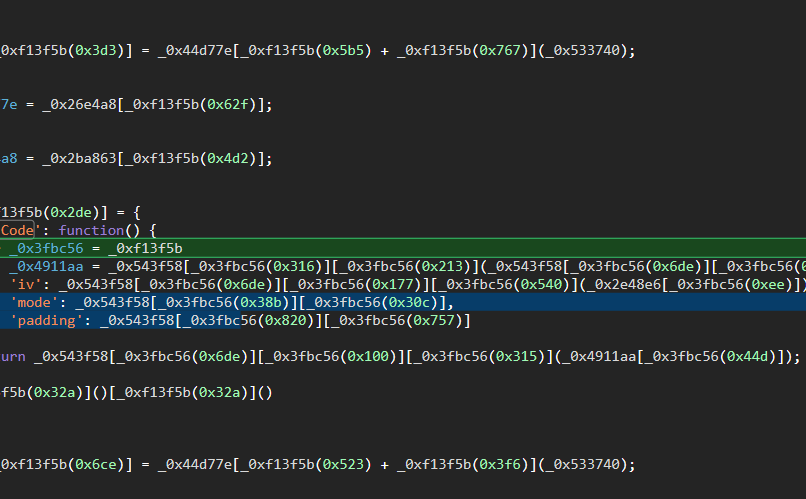 _0xf13f5b(0x3d3)] = _0x44d77e[_0xf13f5b(0x5b5) + _0xf13f5b(0x767)](_0x533740);
7e = _0x26e4a8[_0xf13f5b(0x62f)];
a8 = _0x2ba863[_0xf13f5b(0x4d2)];
f13f5b(0x2de)] = {
Code': function() {
_0x3fbc56 = _0xf13f5b
_0x4911aa = _0x543f58[_0x3fbc56(0x316)][_0x3fbc56(0x213)](_0x543f58[_0x3fbc56(0x6de)][_0x3fbc56(0
'iv': _0x543f58[_0x3fbc56(0x6de)][_0x3fbc56(0x177)][_0x3fbc56(0x540)](_0x2e48e6[_0x3fbc56(0xee)])
'mode': _0x543f58[_0x3fbc56(0x38b)][_0x3fbc56(0x30c)],
'padding': _0x543f58[_0x3fbc56(0x820)][_0x3fbc56(0x757)]
urn _0x543f58[_0x3fbc56(0x6de)][_0x3fbc56(0x100)][_0x3fbc56(0x315)](_0x4911aa[_0x3fbc56(0x44d)]);
f5b(0x32a)]()[_0xf13f5b(0x32a)]()
_0xf13f5b(0x6ce)] = _0x44d77e[_0xf13f5b(0x523) + _0xf13f5b(0x3f6)](_0x533740);